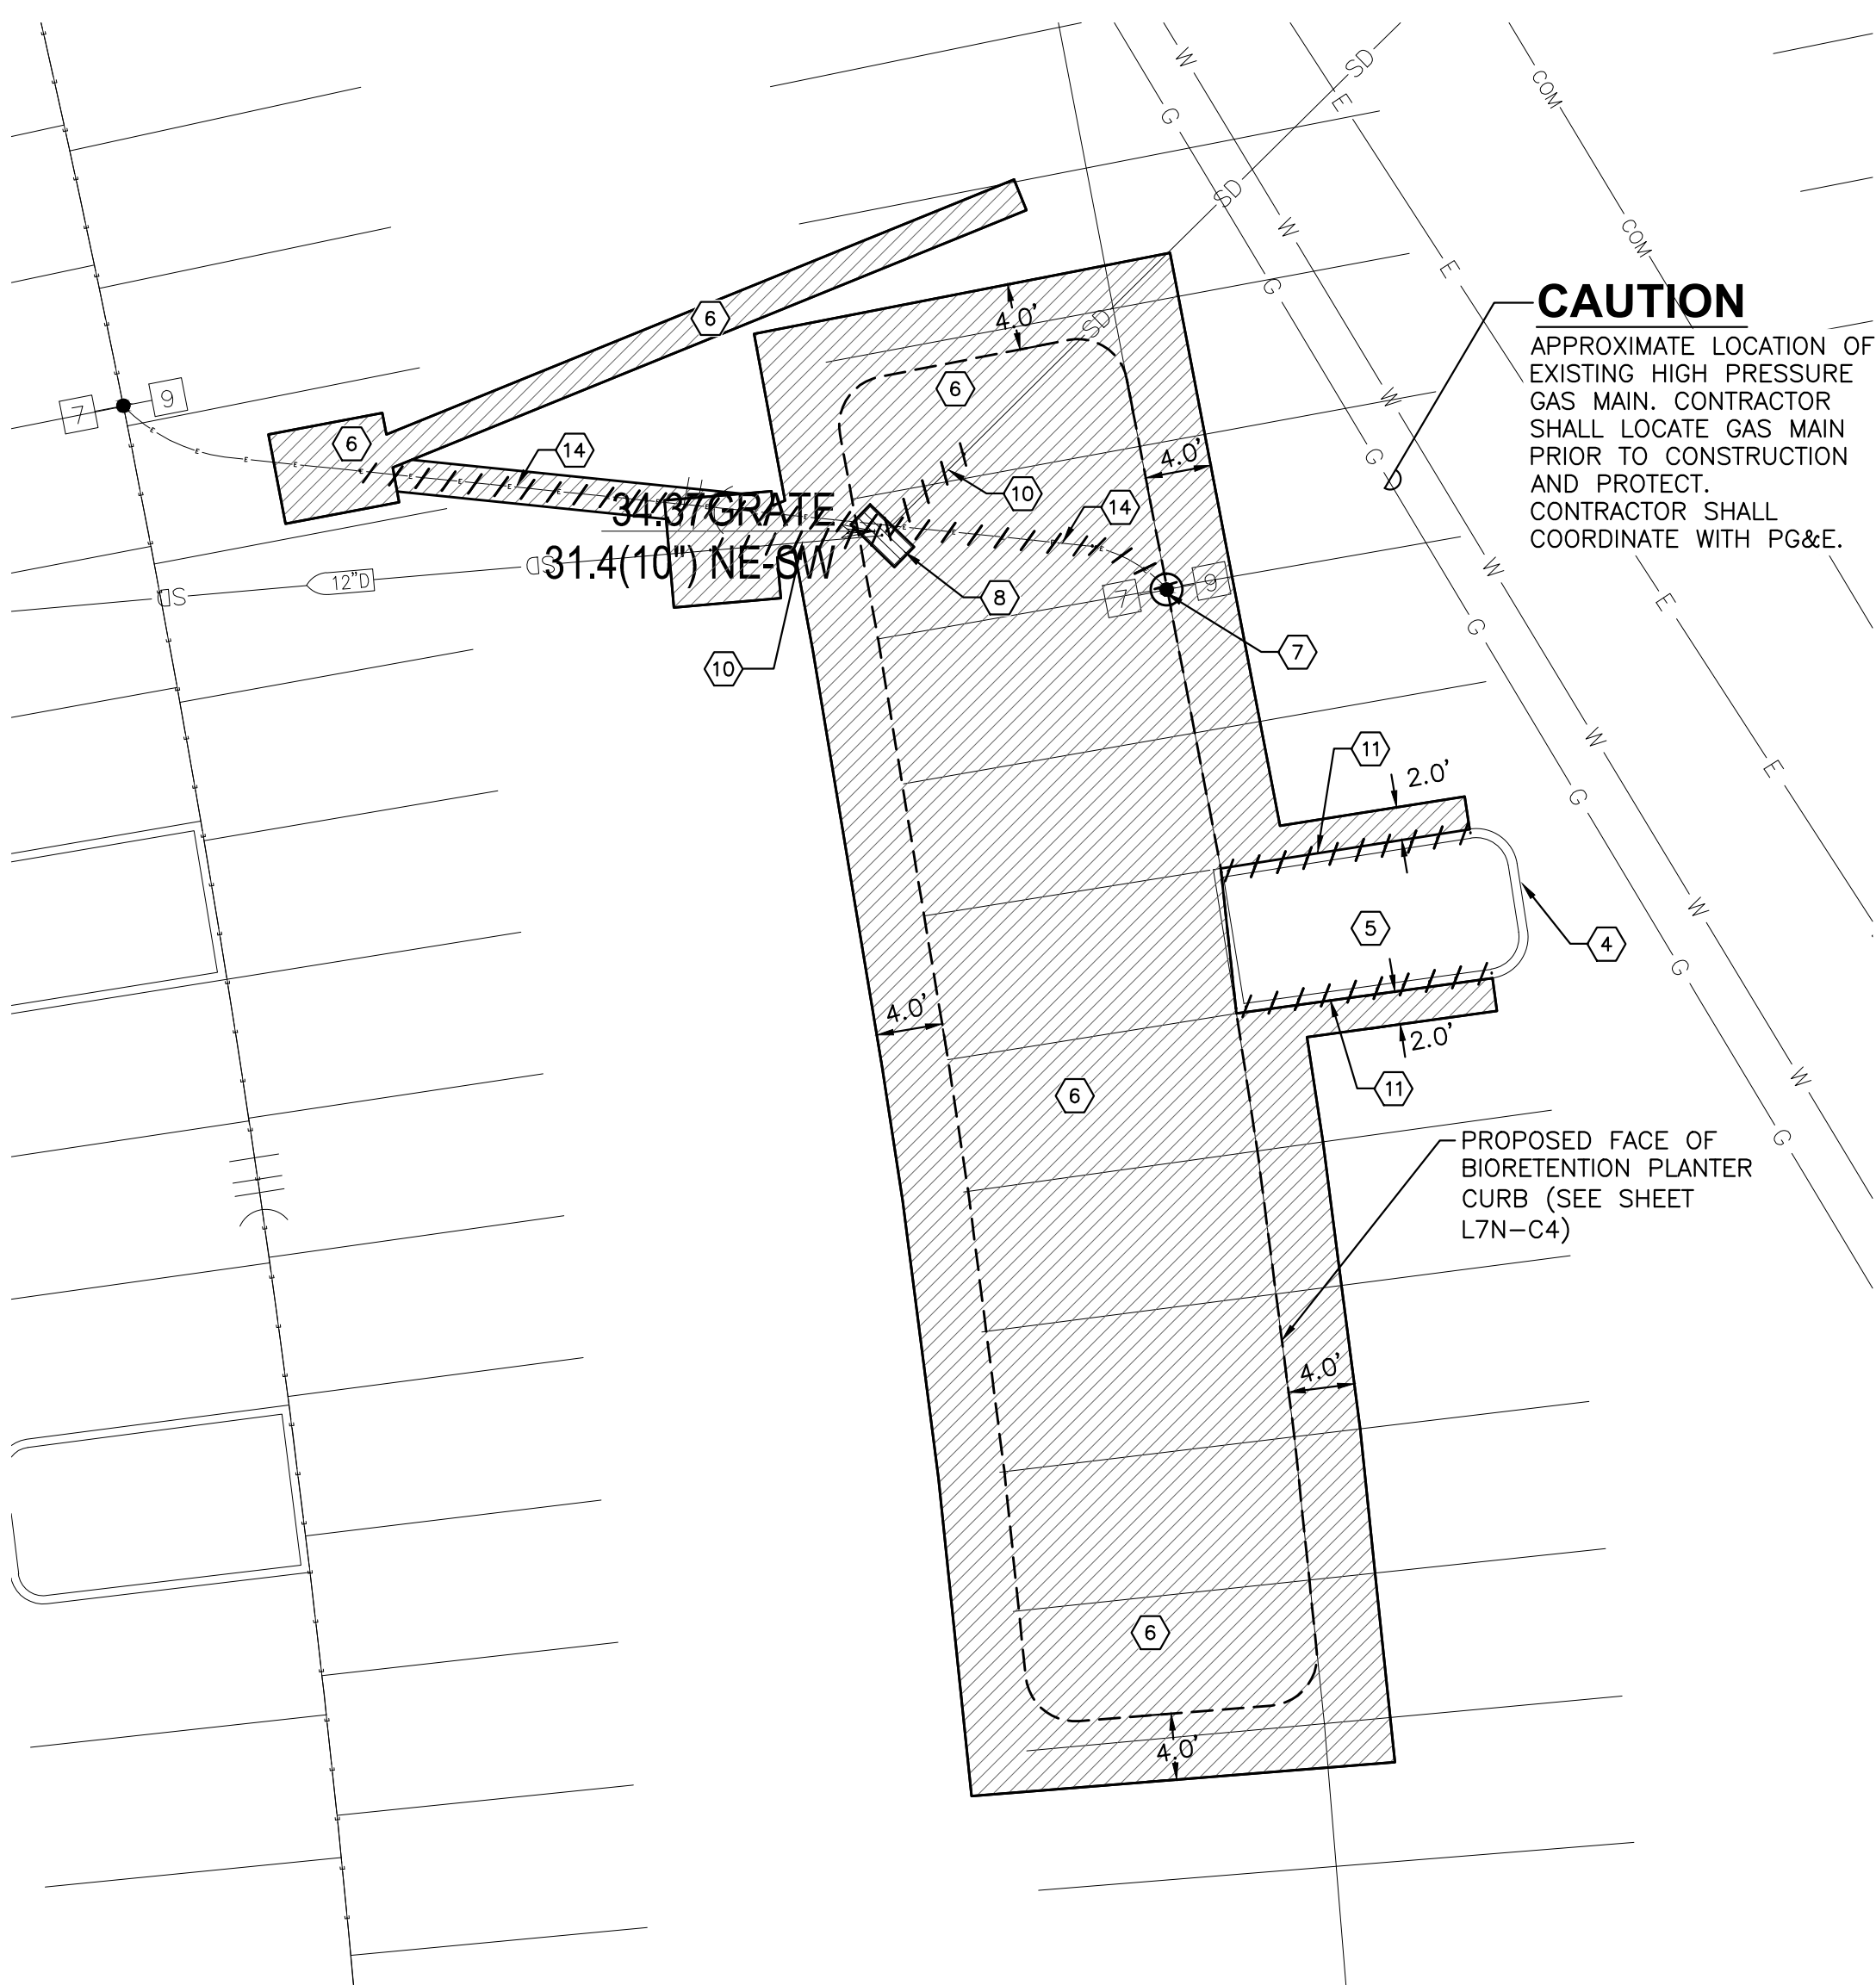 W
SD
COM
E
G
SD
W
COM
6
E
G
CAUTION
4.0'
SD
APPROXIMATE LOCATION OF
EXISTING HIGH PRESSURE
GAS MAIN. CONTRACTOR
SHALL LOCATE GAS MAIN
PRIOR TO CONSTRUCTION
AND PROTECT.
CONTRACTOR SHALL
COORDINATE WITH PG&E.
7
9
6
W
6
14
4.0'
G
10
14
34.37GRATE
31.4(10") NE-SW
SD
12"D
SD
8
7
9
W
E
G
10
7
11
2.0'
W
E
G
5
4
W
G
4.0'
2.0'
6
11
W
G
PROPOSED FACE OF
BIORETENTION PLANTER
CURB (SEE SHEET
L7N-C4)
4.0'
6
4.0'